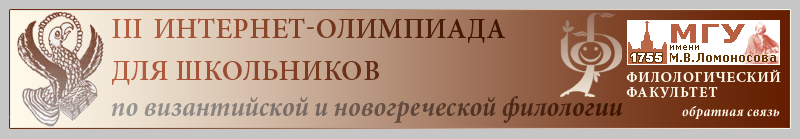 III ИНТЕРНЕТ-ОЛИМПИАДА
ДЛЯ ШКОЛЬНИКОВ
по византийской и новогреческой филологии
МГУ
имени
1755 М.В.Ломоносова
ФИЛОЛОГИЧЕСКИЙ
ФАКУЛЬТЕТ
обратная связь